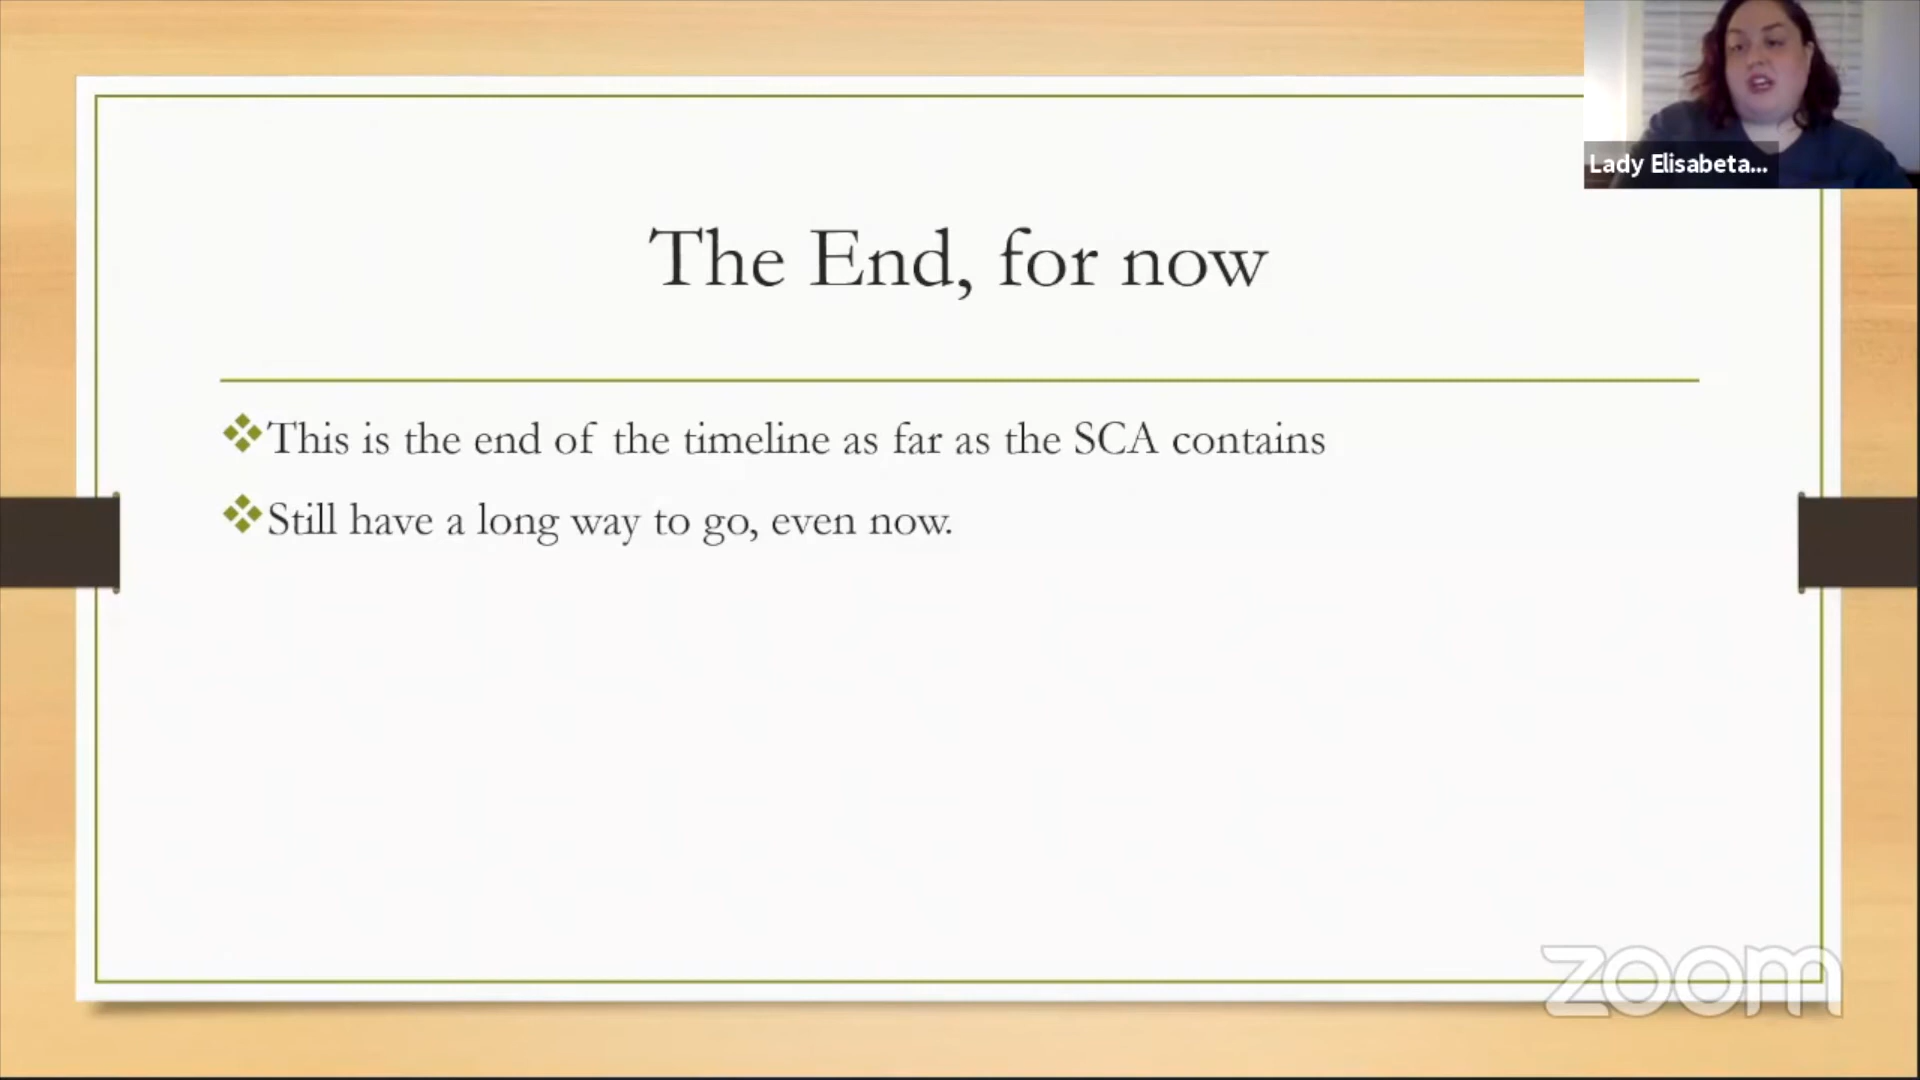 Lady Elisabeta...
The End, for now
This is the end of the timeline as far as the SCA contains
Still have a long way to go, even now.
zoom